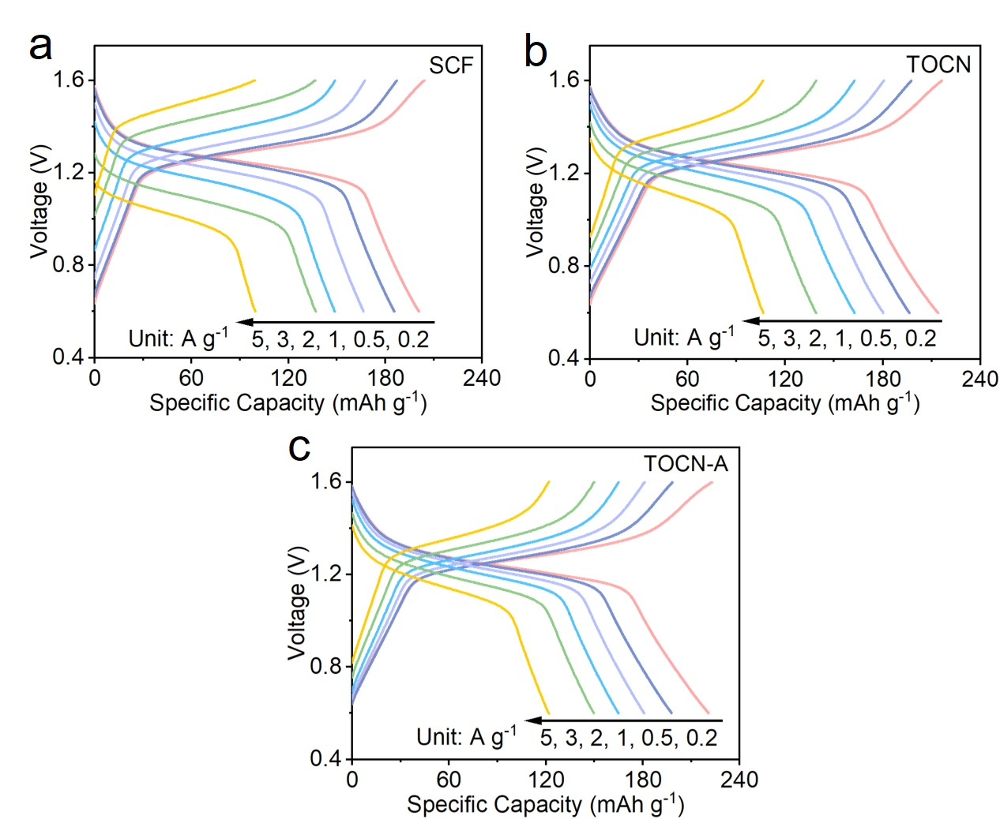 a
SCF
1.6
1.2
0.8
0.4
Voltage (V)
Unit: A g-1 5, 3, 2, 1, 0.5, 0.2
0 60 120 180 240
Specific Capacity (mAh g-1)
b
TOCN
1.6
1.2
0.8
0.4
Voltage (V)
Unit: A g-1 5, 3, 2, 1, 0.5, 0.2
0 60 120 180 240
Specific Capacity (mAh g-1)
c
TOCN-A
1.6
1.2
0.8
0.4
Voltage (V)
Unit: A g-1 5, 3, 2, 1, 0.5, 0.2
0 60 120 180 240
Specific Capacity (mAh g-1)